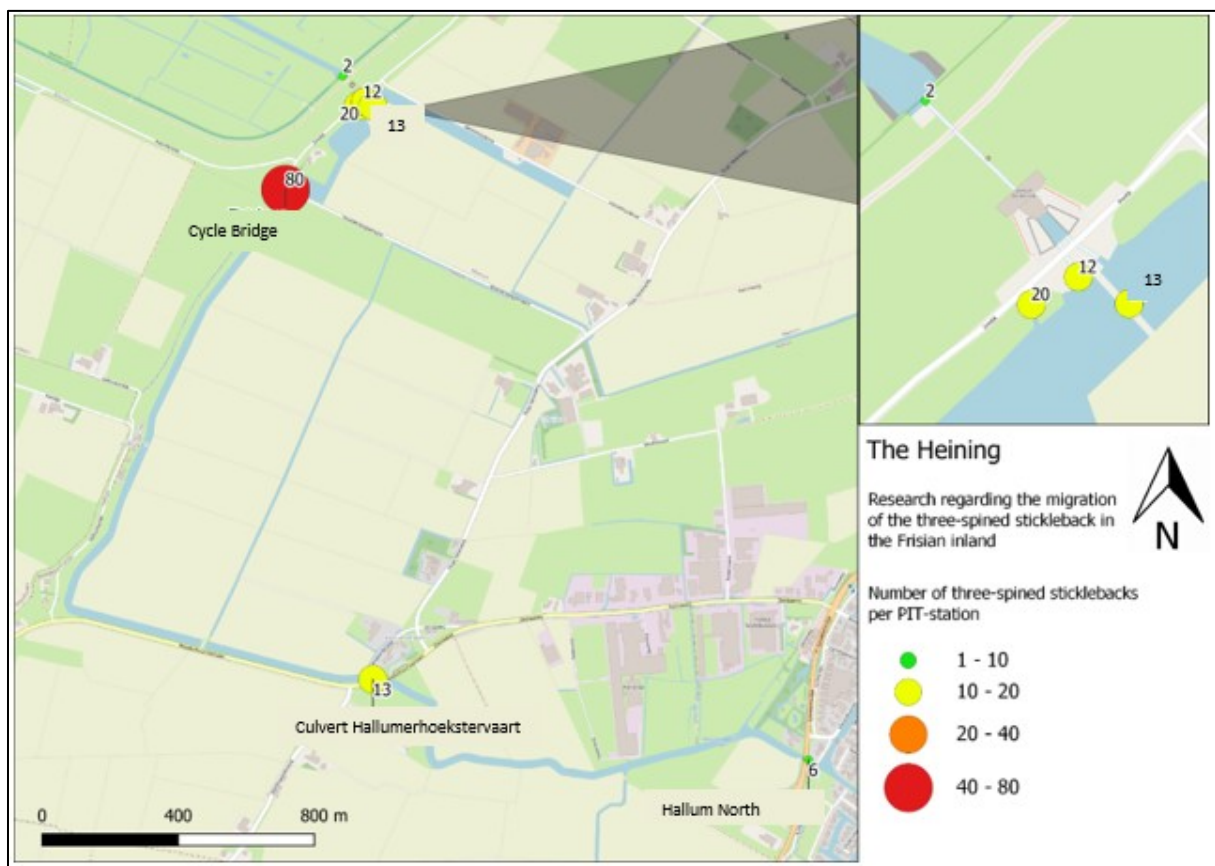 2
12
20
13
80
Cycle Bridge
13
Culvert Hallumerhoekstervaart
6
Hallum North
0 400 800 m
2
12
13
20
The Heining
Research regarding the migration
of the three-spined stickleback in
the Frisian inland
N
Number of three-spined sticklebacks
per PIT-station
1 - 10
10 - 20
20 - 40
40 - 80